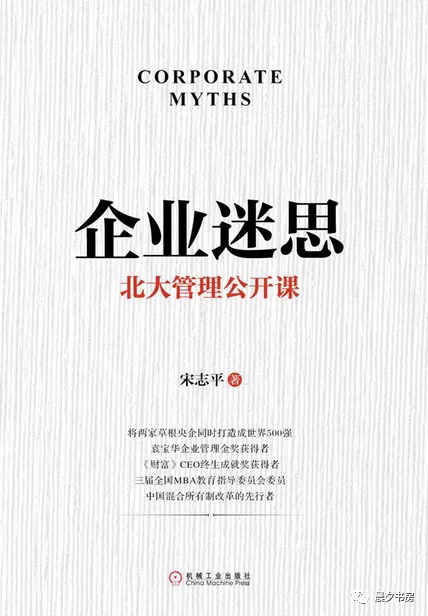 CORPORATE
MYTHS
企业迷思
北大管理公开课
宋志平 著
将两家草根央企同时打造成世界500强
袁宝华企业管理金奖获得者
《财富》CEO终生成就奖获得者
三届全国MBA教育指导委员会委员
中国混合所有制改革的先行者
机械工业出版社
China Machine Press
晨夕书房